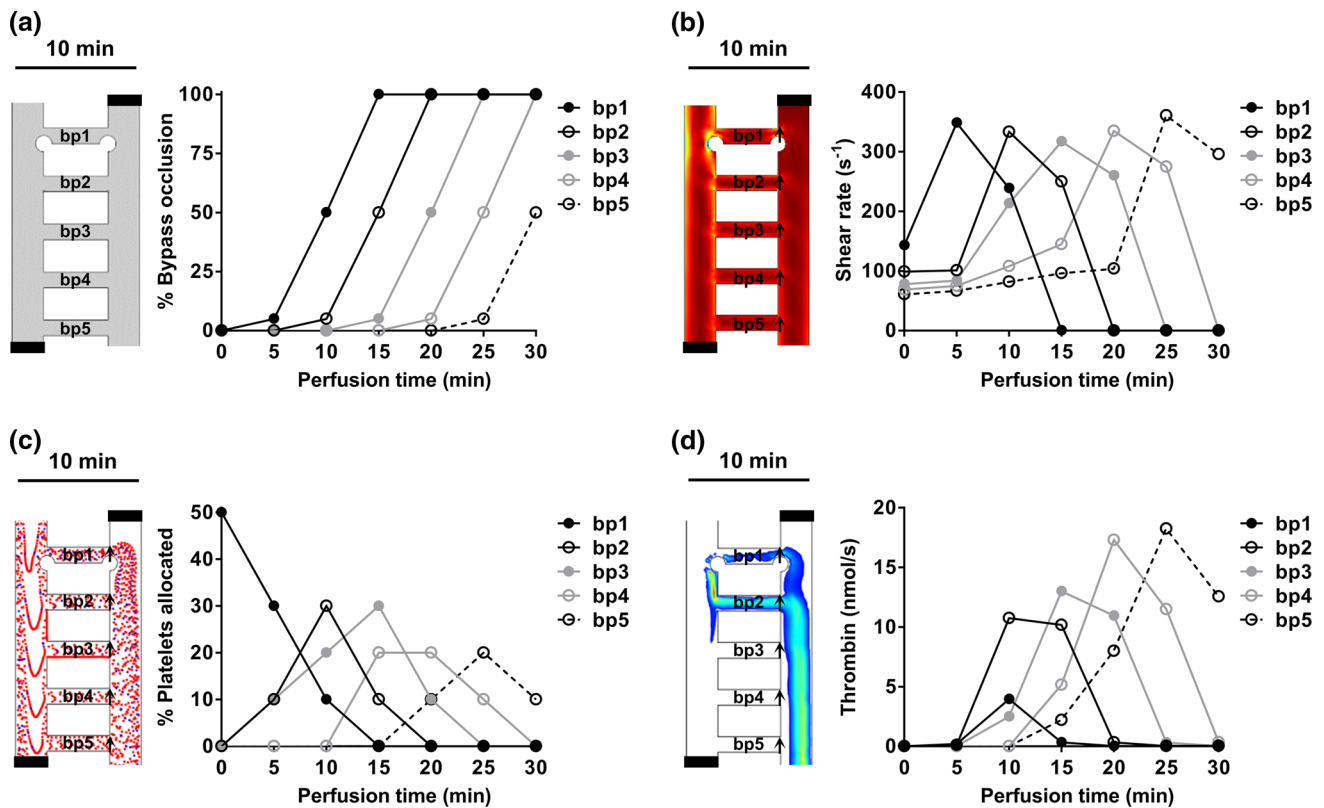 (a)
10 min
bp1
bp2
bp3
bp4
bp5
% Bypass occlusion
100
75
50
25
0
0 5 10 15 20 25 30
Perfusion time (min)
bp1
bp2
bp3
bp4
bp5
(b)
10 min
bp1
bp2
bp3
bp4
bp5
Shear rate (s-1)
400
300
200
100
0
0 5 10 15 20 25 30
Perfusion time (min)
bp1
bp2
bp3
bp4
bp5
(c)
10 min
bp1
bp2
bp3
bp4
bp5
% Platelets allocated
50
40
30
20
10
0
0 5 10 15 20 25 30
Perfusion time (min)
bp1
bp2
bp3
bp4
bp5
(d)
10 min
bp1
bp2
bp3
bp4
bp5
Thrombin (nmol/s)
20
15
10
5
0
0 5 10 15 20 25 30
Perfusion time (min)
bp1
bp2
bp3
bp4
bp5